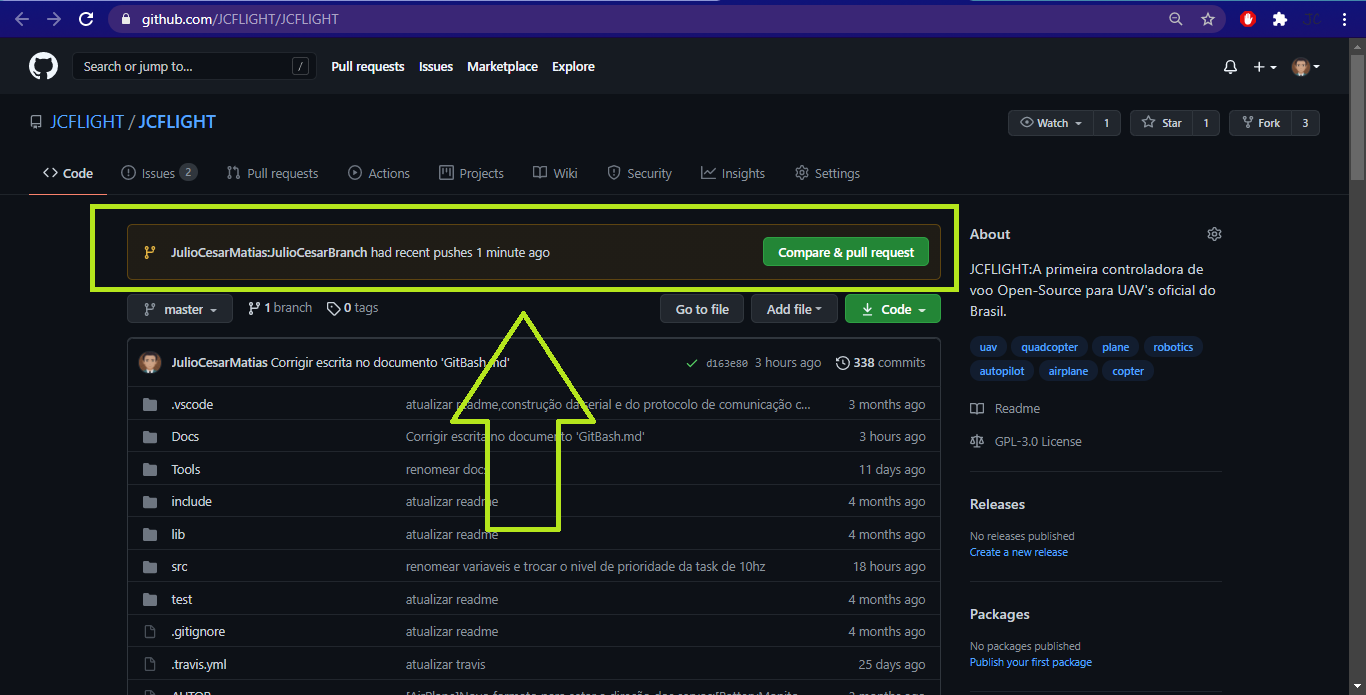 github.com/JCFLIGHT/JCFLIGHT
Search or jump to... / Pull requests Issues Marketplace Explore
JCFLIGHT / JCFLIGHT
Watch 1 Star 1 Fork 3
Code Issues 2 Pull requests Actions Projects Wiki Security Insights Settings
JulioCesarMatias:JulioCesarBranch had recent pushes 1 minute ago Compare & pull request
master 1 branch 0 tags Go to file Add file Code
JulioCesarMatias Corrigir escrita no documento 'GitBash.md' d163e80 3 hours ago 338 commits
.vscode atualizar readme,construção da serial e do protocolo de comunicação c... 3 months ago
Docs Corrigir escrita no documento 'GitBash.md' 3 hours ago
Tools renomear docs 11 days ago
include atualizar readme 4 months ago
lib atualizar readme 4 months ago
src renomear variaveis e trocar o nivel de prioridade da task de 10hz 18 hours ago
test atualizar readme 4 months ago
.gitignore atualizar readme 4 months ago
.travis.yml atualizar travis 25 days ago
About
JCFLIGHT:A primeira controladora de
voo Open-Source para UAV's oficial do
Brasil.
uav quadcopter plane robotics
autopilot airplane copter
Readme
GPL-3.0 License
Releases
No releases published
Create a new release
Packages
No packages published
Publish your first package